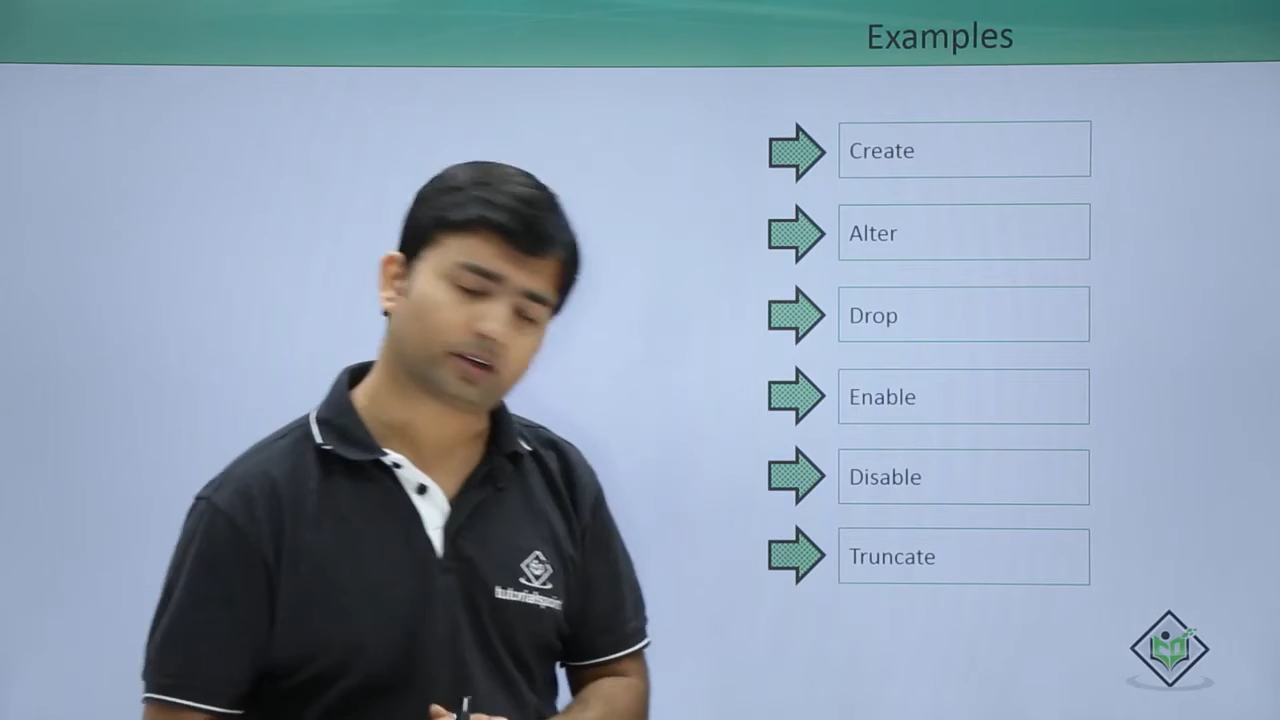 Examples
Create
Alter
Drop
Enable
Disable
Truncate